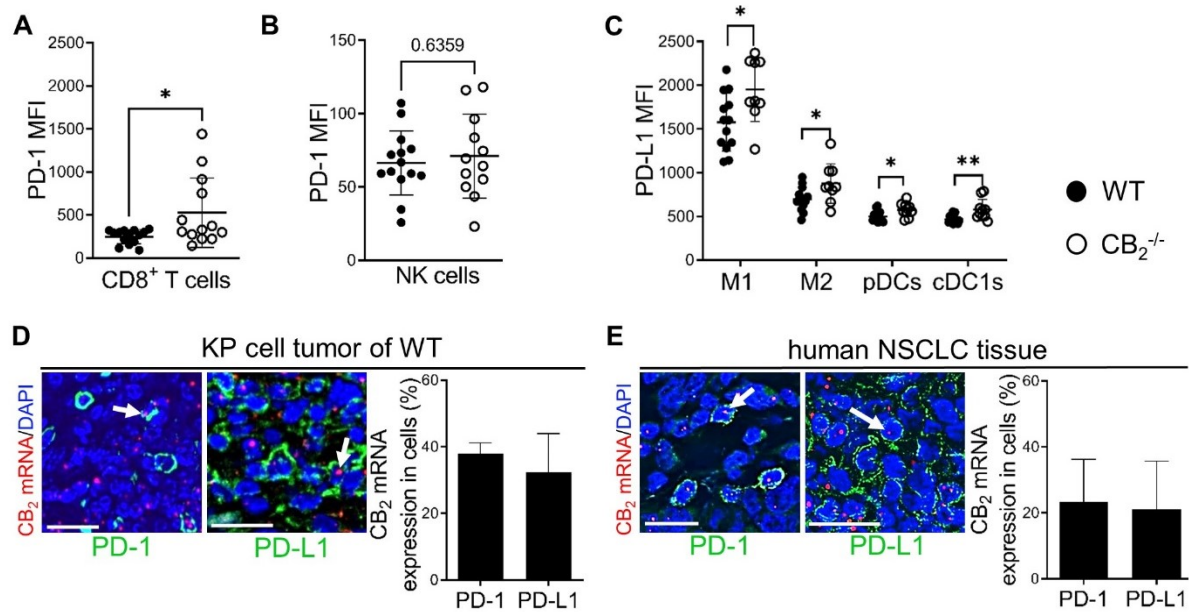 A
PD-1 MFI
2500
2000
1500
1000
500
0
*
CD8⁺ T cells
B
PD-1 MFI
150
100
50
0
0.6359
NK cells
C
PD-L1 MFI
2500
2000
1500
1000
500
0
*
*
*
**
M1 M2 pDCs cDC1s
WT
CB₂⁻/⁻
D
KP cell tumor of WT
CB₂ mRNA/DAPI
PD-1
PD-L1
CB₂ mRNA
expression in cells (%)
60
40
20
0
PD-1 PD-L1
E
human NSCLC tissue
CB₂ mRNA/DAPI
PD-1
PD-L1
CB₂ mRNA
expression in cells (%)
60
40
20
0
PD-1 PD-L1